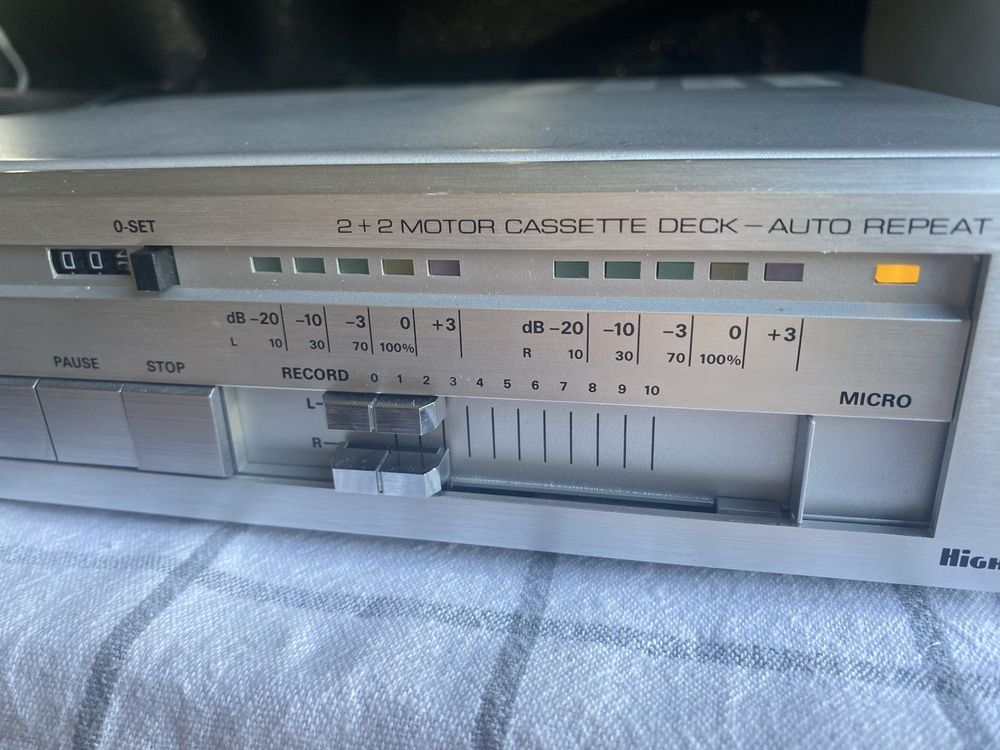 0-SET
2+2 MOTOR CASSETTE DECK – AUTO REPEAT
0 0
dB –20 –10 –3 0 +3
L 10 30 70 100%
dB –20 –10 –3 0 +3
R 10 30 70 100%
PAUSE STOP
RECORD 0 1 2 3 4 5 6 7 8 9 10
MICRO
L
R